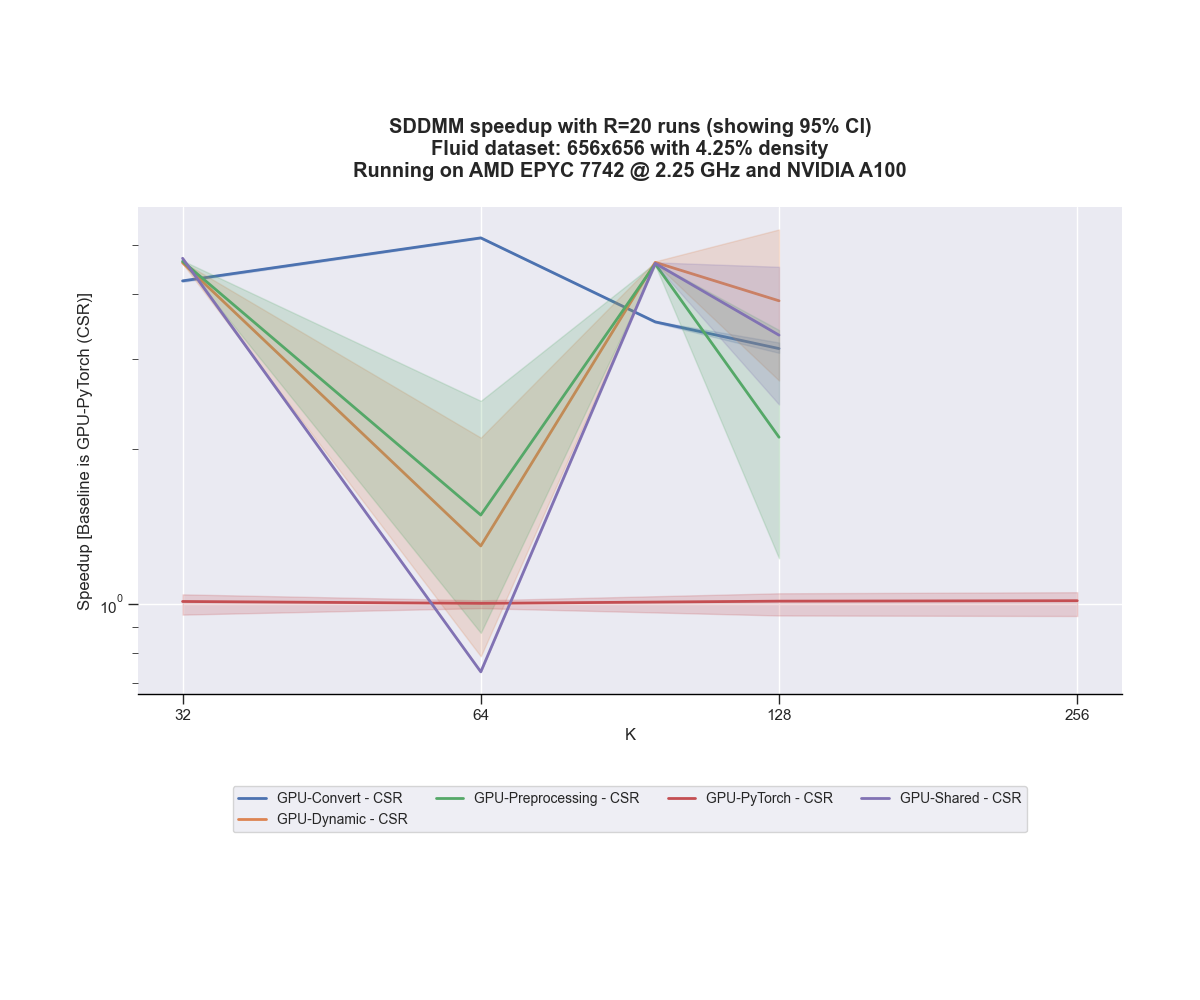 SDDMM speedup with R=20 runs (showing 95% CI)
Fluid dataset: 656x656 with 4.25% density
Running on AMD EPYC 7742 @ 2.25 GHz and NVIDIA A100
Speedup [Baseline is GPU-PyTorch (CSR)]
10⁰
32 64 128 256
K
GPU-Convert - CSR GPU-Preprocessing - CSR GPU-PyTorch - CSR GPU-Shared - CSR
GPU-Dynamic - CSR